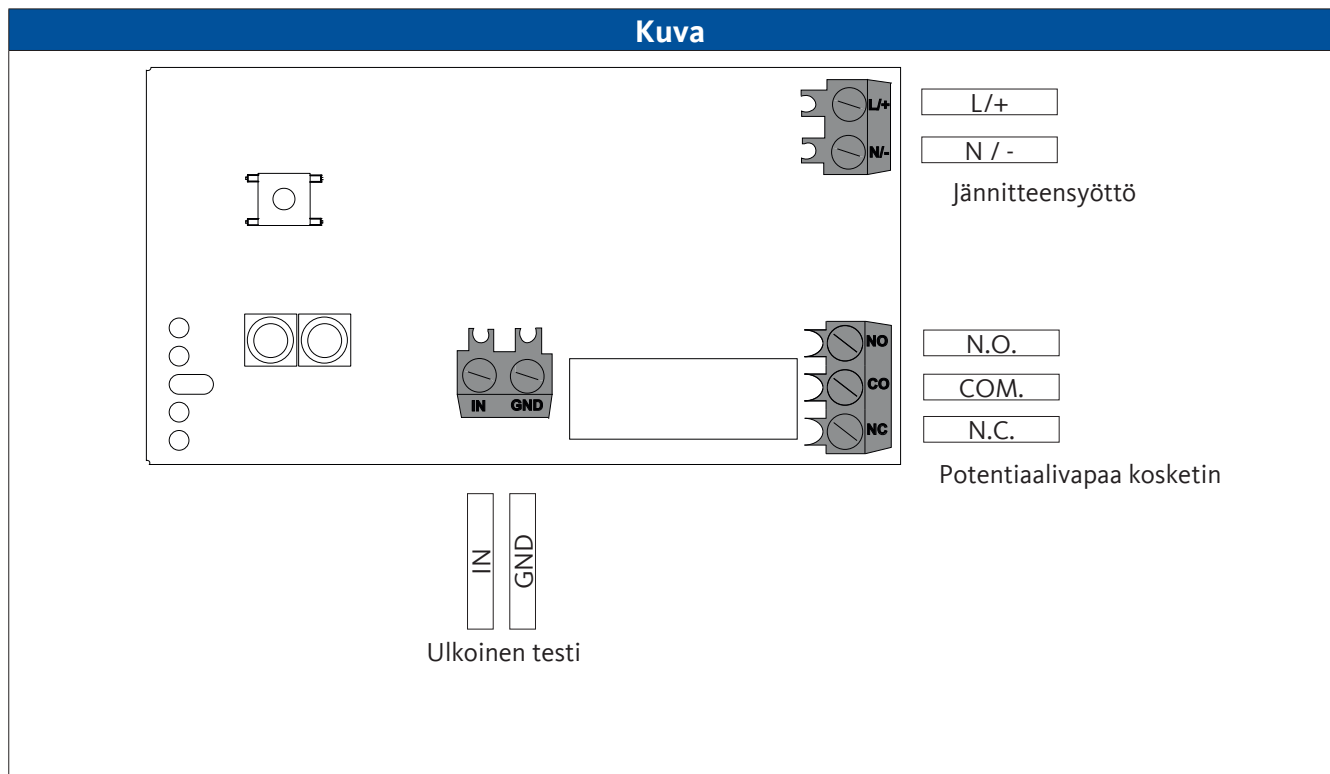 Kuva
L/+
L/+
N/-
N / -
Jännitteensyöttö
NO
N.O.
CO
COM.
NC
N.C.
IN
GND
Potentiaalivapaa kosketin
IN
GND
Ulkoinen testi